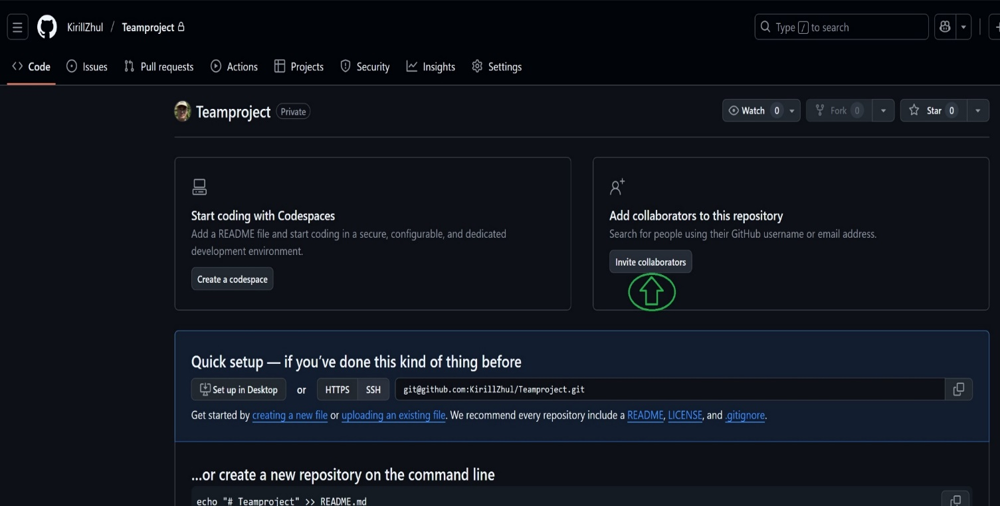 KirillZhul / Teamproject
Type / to search
Code Issues Pull requests Actions Projects Security Insights Settings
Teamproject Private
Watch 0 Fork 0 Star 0
Start coding with Codespaces
Add a README file and start coding in a secure, configurable, and dedicated
development environment.
Create a codespace
Add collaborators to this repository
Search for people using their GitHub username or email address.
Invite collaborators
Quick setup — if you’ve done this kind of thing before
Set up in Desktop or HTTPS SSH git@github.com:KirillZhul/Teamproject.git
Get started by creating a new file or uploading an existing file. We recommend every repository include a README, LICENSE, and .gitignore.
...or create a new repository on the command line
echo "# Teamproject" >> README.md